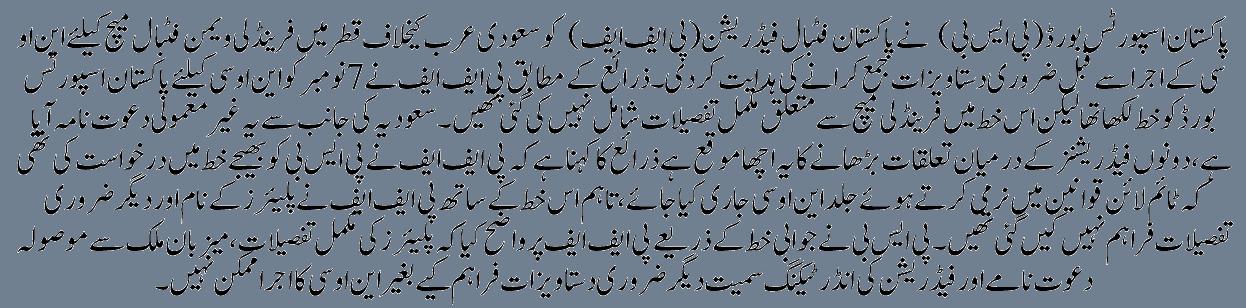 پاکستان اسپورٹس بورڈ (پی ایس بی) نے پاکستان فٹبال فیڈریشن (پی ایف ایف) کو سعودی عرب کیخلاف قطر میں فرینڈلی ویمن فٹبال میچ کیلئے این او
سی کے اجرا سے قبل ضروری دستاویزات جمع کرانے کی ہدایت کردی۔ ذرائع کے مطابق پی ایف ایف نے 7 نومبر کو این او سی کیلئے پاکستان اسپورٹس
بورڈ کو خط لکھا تھا لیکن اس خط میں فرینڈلی میچ سے متعلق مکمل تفصیلات شامل نہیں کی گئی تھیں۔ سعودیہ کی جانب سے یہ غیر معمولی دعوت نامہ آیا
ہے، دونوں فیڈریشنز کے درمیان تعلقات بڑھانے کا یہ اچھا موقع ہے ذرائع کا کہنا ہے کہ پی ایف ایف نے پی ایس بی کو بھیجے خط میں درخواست کی تھی
کہ ٹائم لائن قوانین میں نرمی کرتے ہوئے جلد این او سی جاری کیا جائے، تاہم اس خط کے ساتھ پی ایف ایف نے پلیئرز کے نام اور دیگر ضروری
تفصیلات فراہم نہیں کیں گئی تھیں۔ پی ایس بی نے جوابی خط کے ذریعے پی ایف ایف پر واضح کیا کہ پلیئرز کی مکمل تفصیلات، میزبان ملک سے موصولہ
دعوت نامے اور فیڈریشن کی انڈر ٹیکنگ سمیت دیگر ضروری دستاویزات فراہم کیے بغیر این او سی کا اجرا ممکن نہیں۔